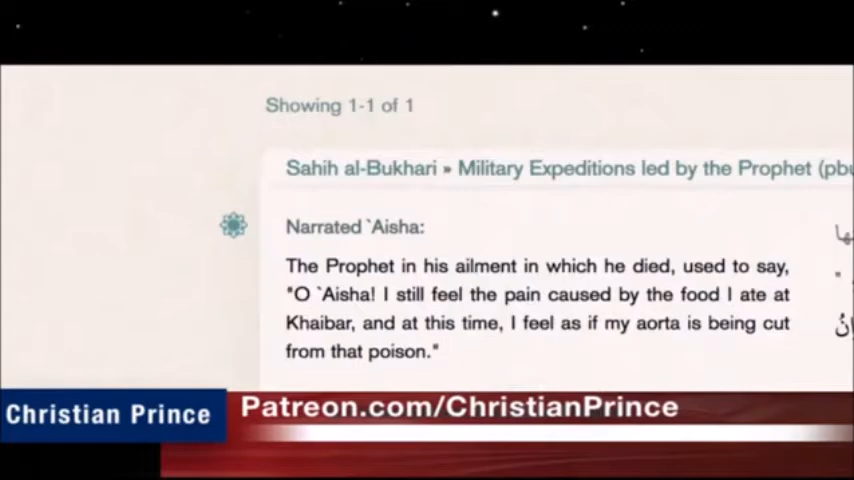 Showing 1-1 of 1
Sahih al-Bukhari » Military Expeditions led by the Prophet
Narrated `Aisha:
The Prophet in his ailment in which he died, used to say,
"O `Aisha! I still feel the pain caused by the food I ate at
Khaibar, and at this time, I feel as if my aorta is being cut
from that poison."
Christian Prince
Patreon.com/ChristianPrince